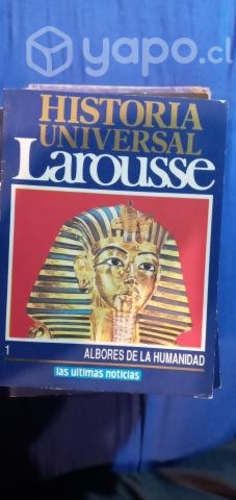 yapo.cl
HISTORIA
UNIVERSAL
Larousse
1 ALBORES DE LA HUMANIDAD
las ultimas noticias